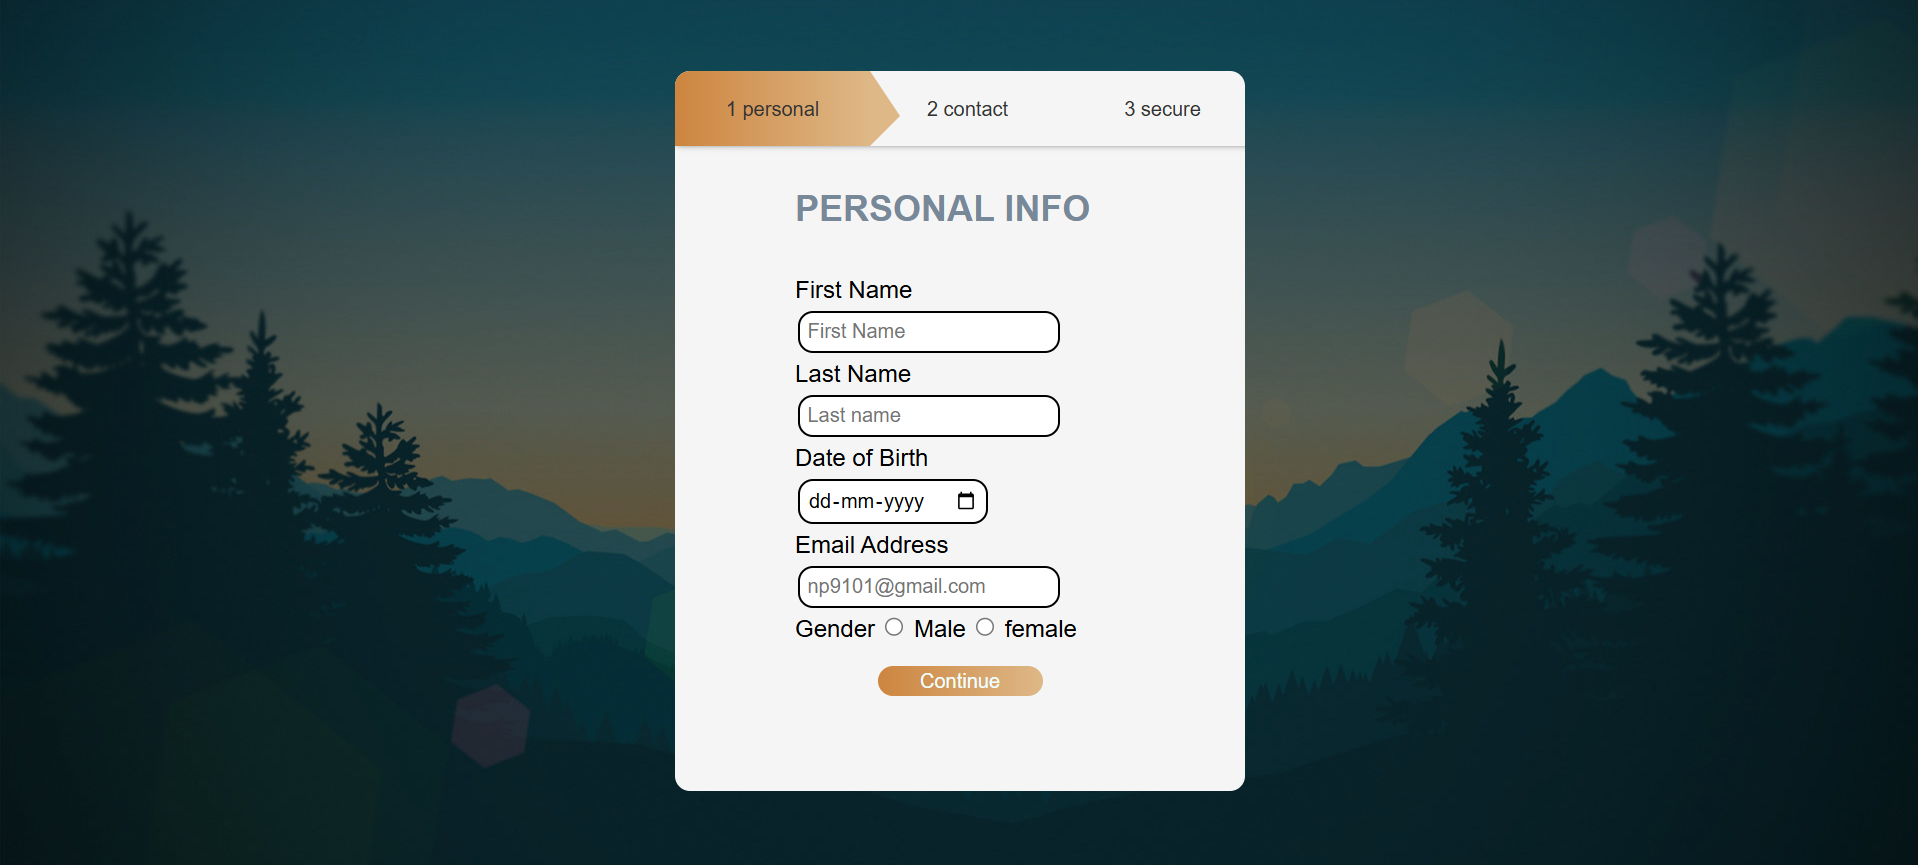 1 personal 2 contact 3 secure
PERSONAL INFO
First Name
First Name
Last Name
Last name
Date of Birth
dd-mm-yyyy
Email Address
np9101@gmail.com
Gender Male female
Continue